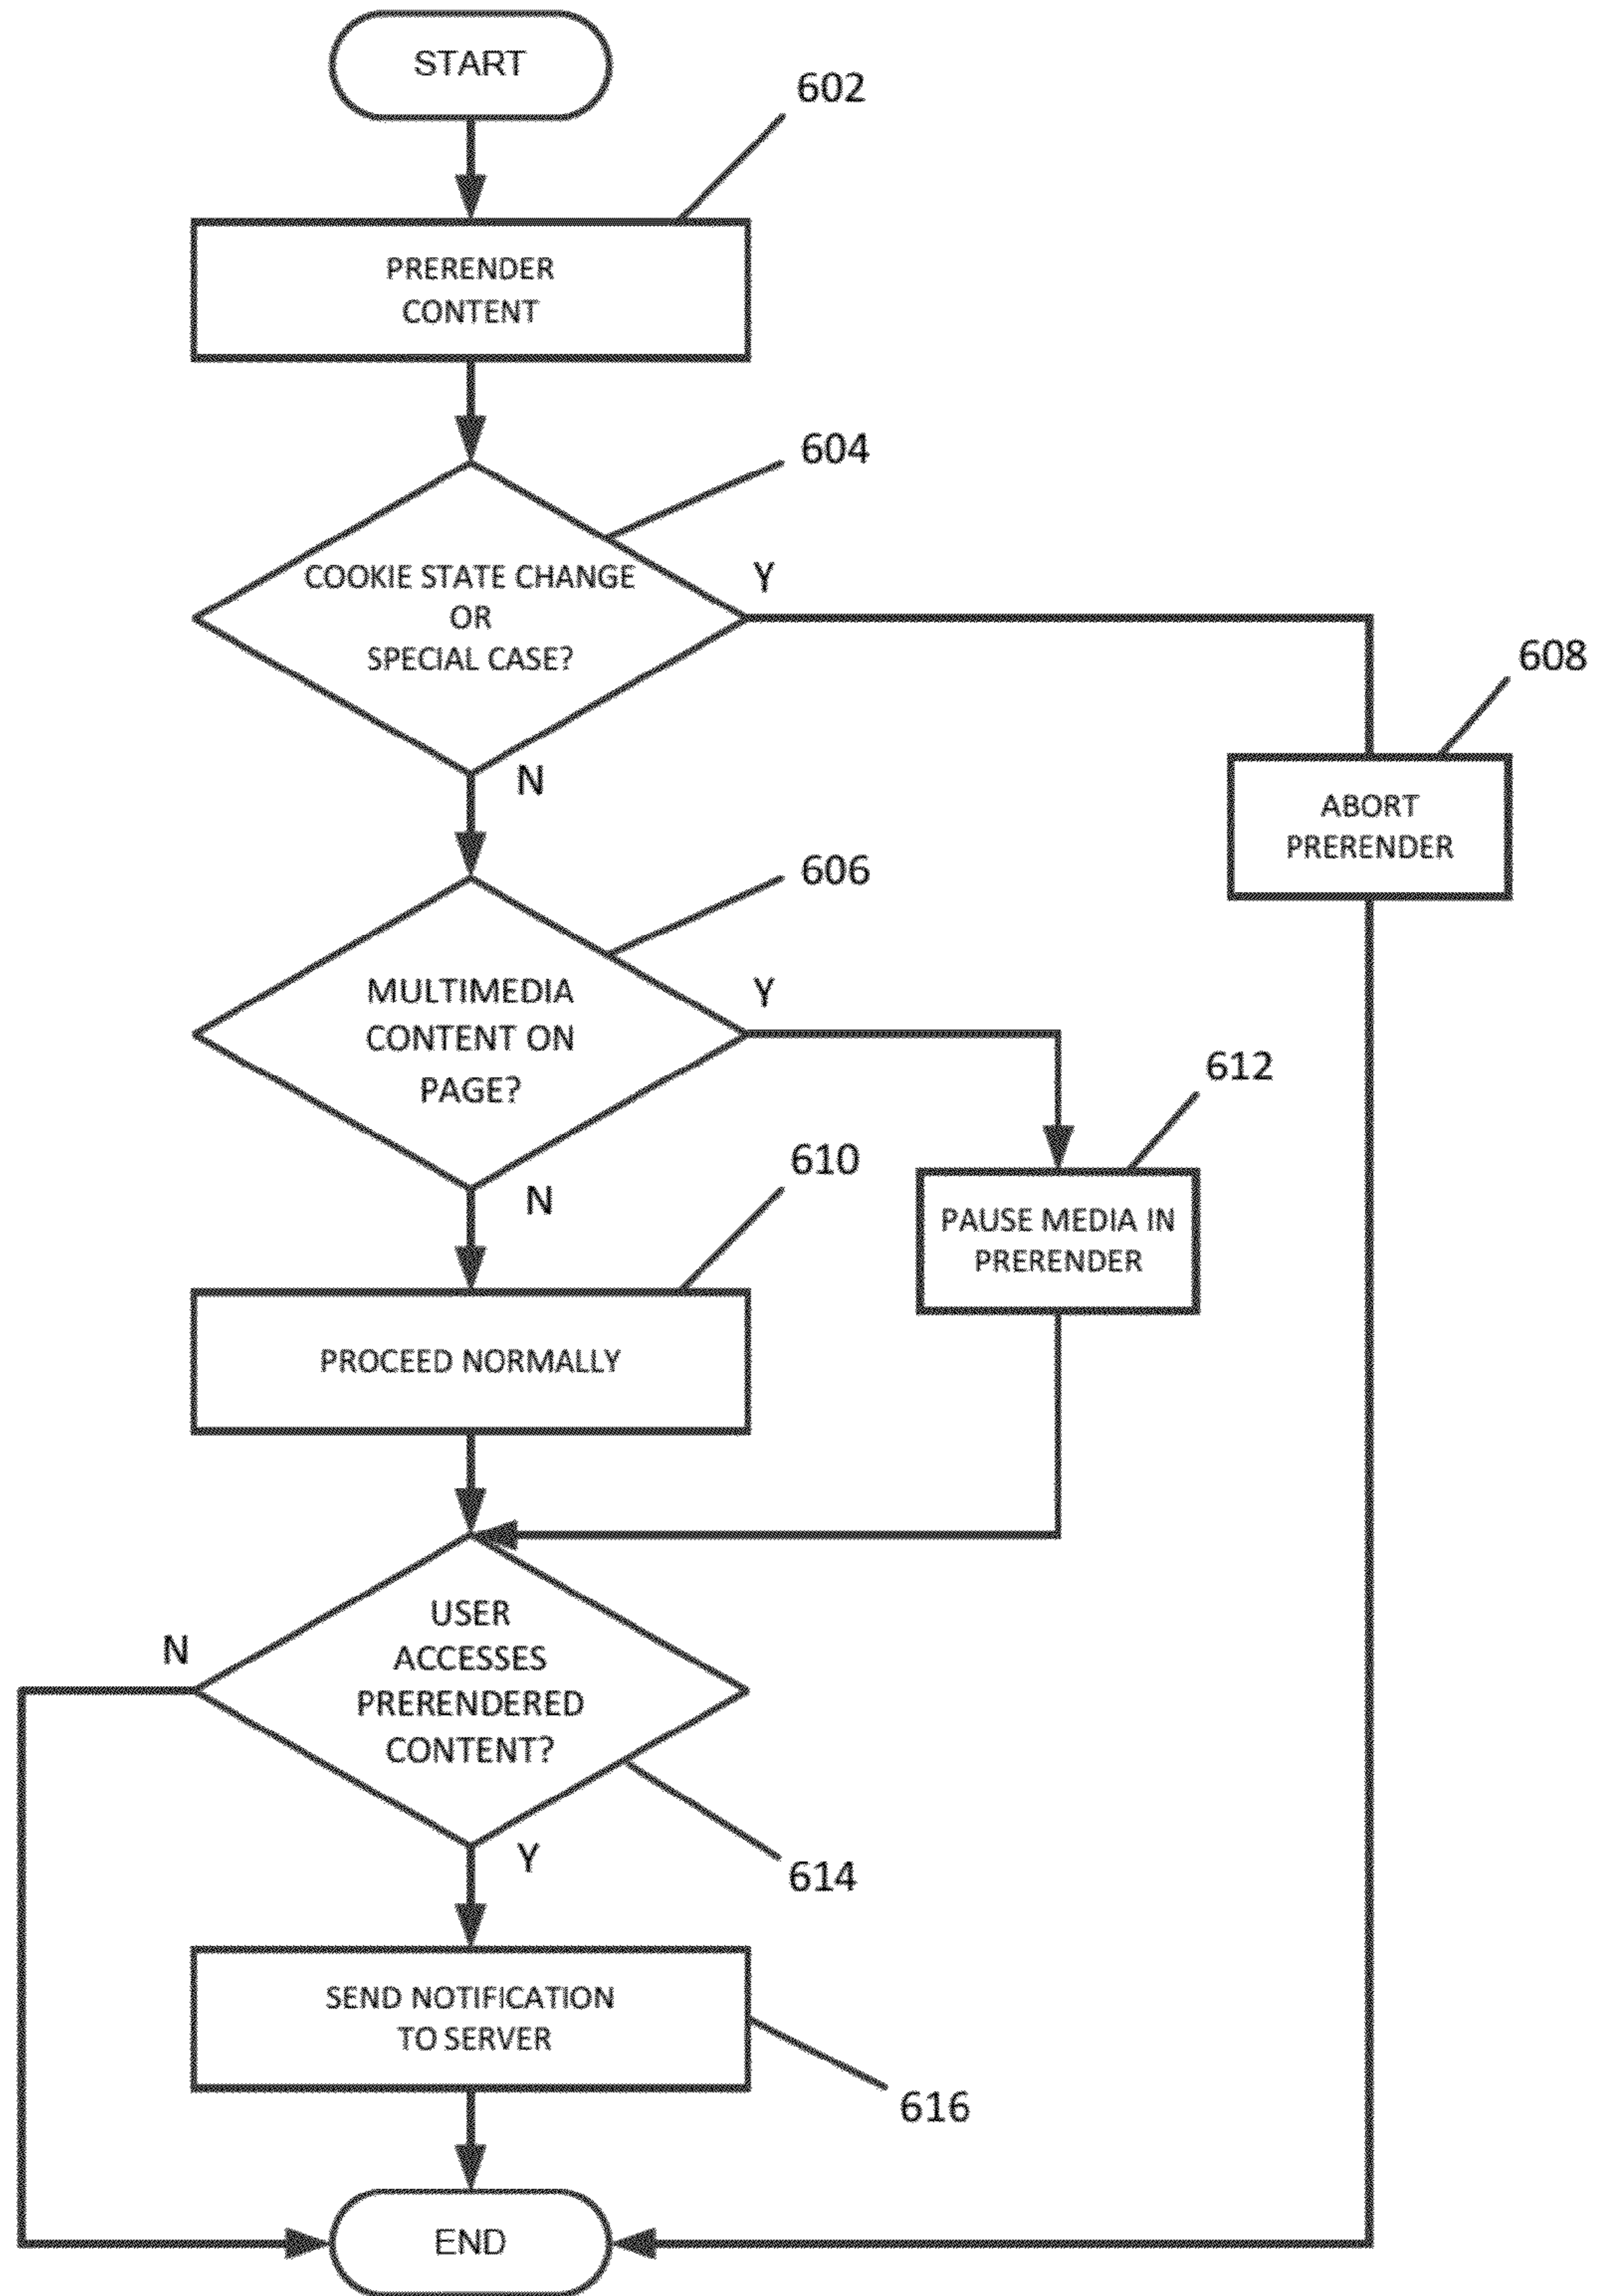 START
602
PRERENDER
CONTENT
604
COOKIE STATE CHANGE
OR
SPECIAL CASE?
Y
N
608
ABORT
PRERENDER
606
MULTIMEDIA
CONTENT ON
PAGE?
Y
N
612
PAUSE MEDIA IN
PRERENDER
610
PROCEED NORMALLY
USER
ACCESSES
PRERENDERED
CONTENT?
N
Y
614
SEND NOTIFICATION
TO SERVER
616
END